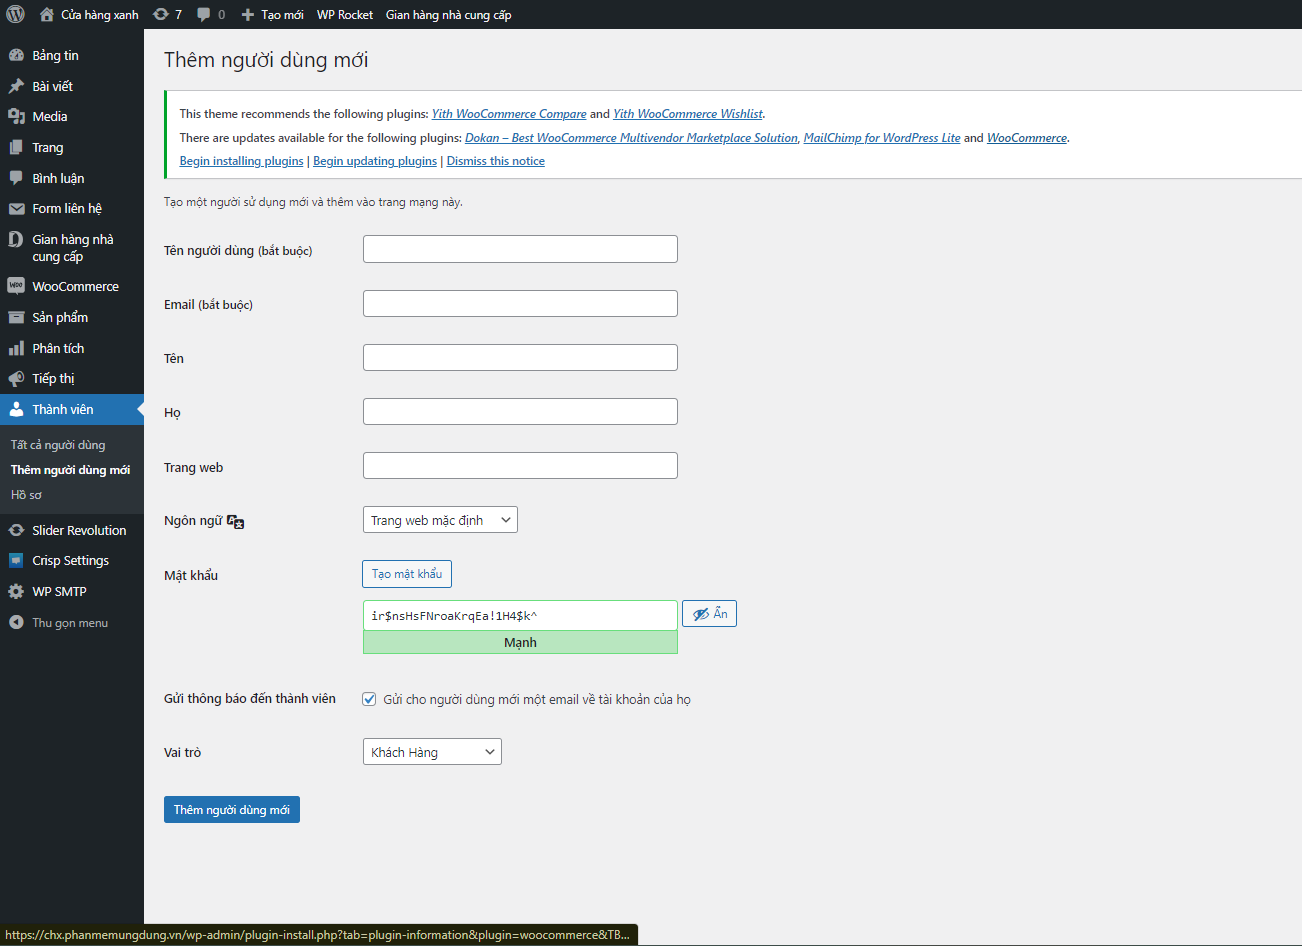 Cửa hàng xanh 7 0 Tạo mới WP Rocket Gian hàng nhà cung cấp
Bảng tin
Bài viết
Media
Trang
Bình luận
Form liên hệ
Gian hàng nhà
cung cấp
WooCommerce
Sản phẩm
Phân tích
Tiếp thị
Thành viên
Tất cả người dùng
Thêm người dùng mới
Hồ sơ
Slider Revolution
Crisp Settings
WP SMTP
Thu gọn menu
Thêm người dùng mới
This theme recommends the following plugins: Yith WooCommerce Compare and Yith WooCommerce Wishlist.
There are updates available for the following plugins: Dokan – Best WooCommerce Multivendor Marketplace Solution, MailChimp for WordPress Lite and WooCommerce.
Begin installing plugins | Begin updating plugins | Dismiss this notice
Tạo một người sử dụng mới và thêm vào trang mạng này.
Tên người dùng (bắt buộc)
Email (bắt buộc)
Tên
Họ
Trang web
Ngôn ngữ Trang web mặc định
Mật khẩu Tạo mật khẩu
ir$nsHsFNroaKrqEa!1H4$k^ Ẩn
Mạnh
Gửi thông báo đến thành viên Gửi cho người dùng mới một email về tài khoản của họ
Vai trò Khách Hàng
Thêm người dùng mới
https://chx.phanmemungdung.vn/wp-admin/plugin-install.php?tab=plugin-information&plugin=woocommerce&TB...